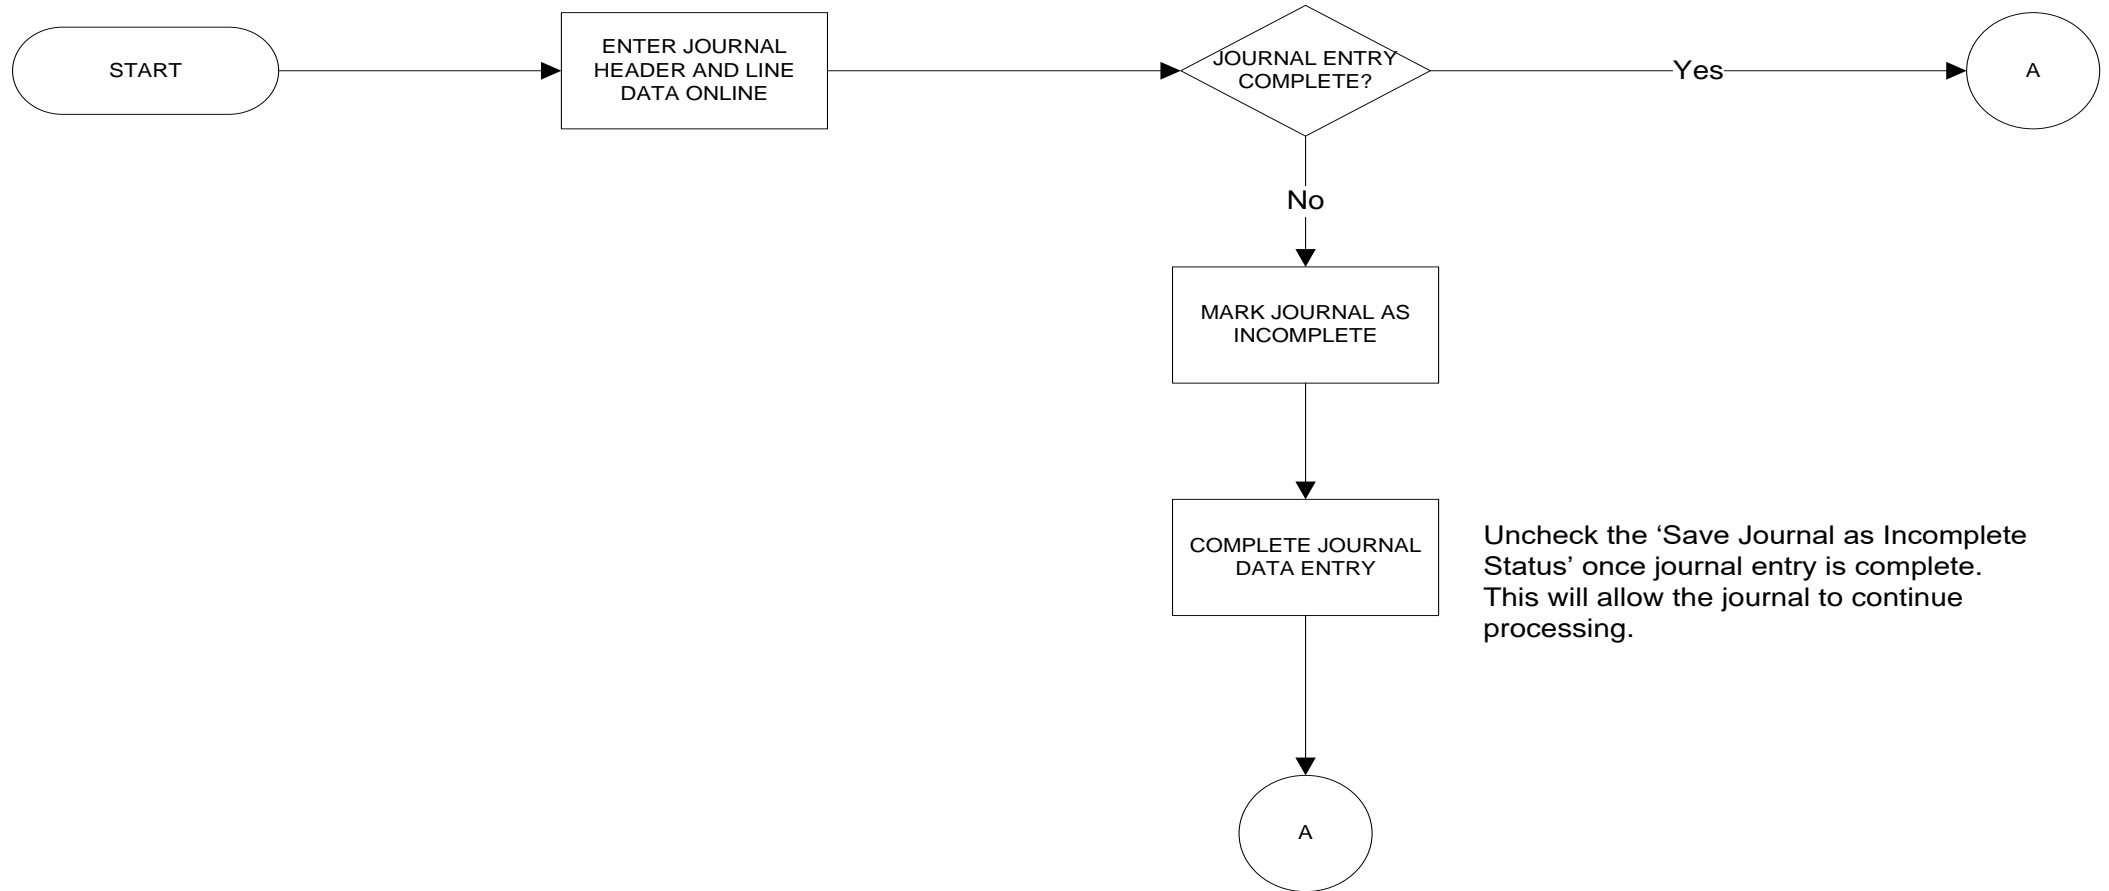 START
ENTER JOURNAL
HEADER AND LINE
DATA ONLINE
JOURNAL ENTRY
COMPLETE?
Yes
A
No
MARK JOURNAL AS
INCOMPLETE
COMPLETE JOURNAL
DATA ENTRY
Uncheck the ‘Save Journal as Incomplete
Status’ once journal entry is complete.
This will allow the journal to continue
processing.
A